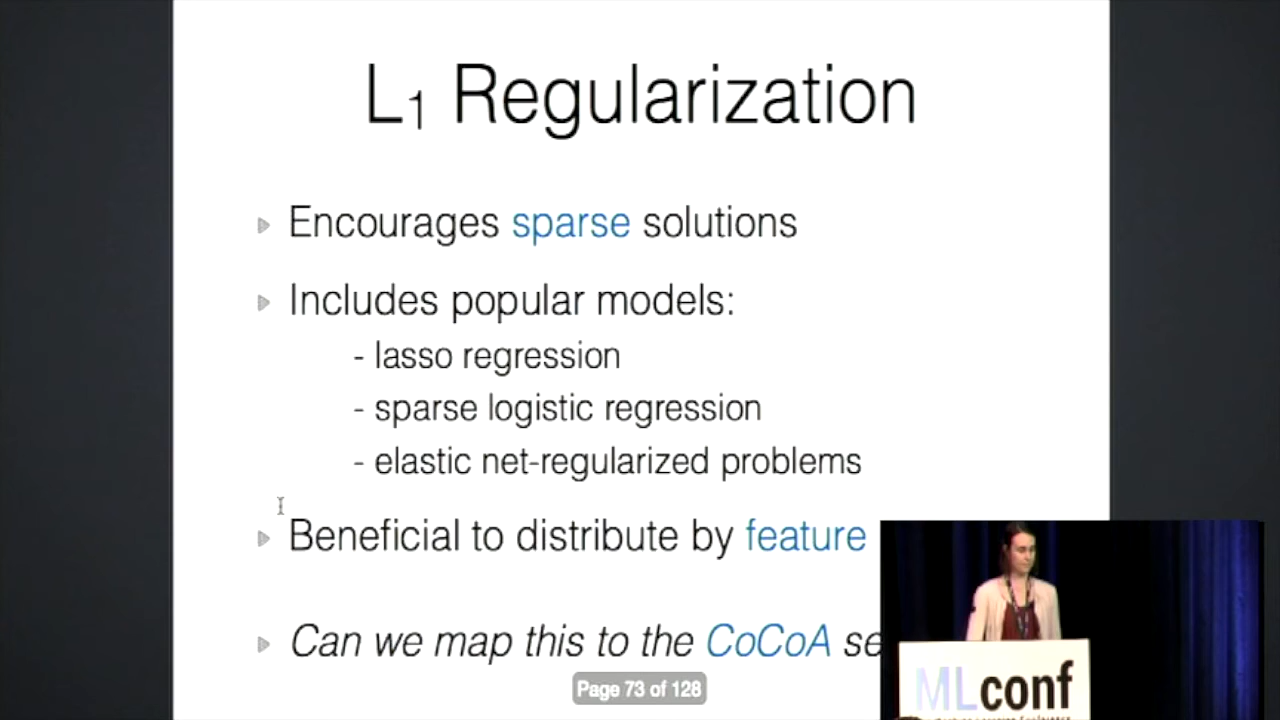 L1 Regularization
Encourages sparse solutions
Includes popular models:
- lasso regression
- sparse logistic regression
- elastic net-regularized problems
Beneficial to distribute by feature
Can we map this to the CoCoA
Page 73 of 128
MLconf